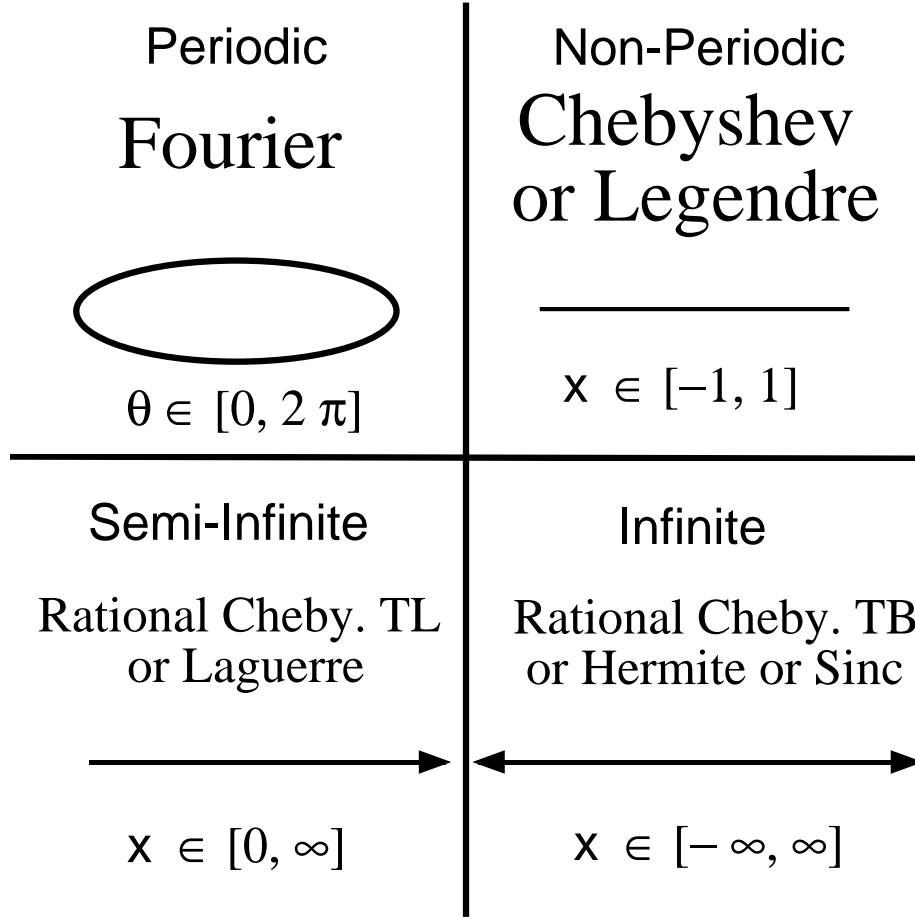 Periodic
Fourier
θ ∈ [0, 2 π]
Non-Periodic
Chebyshev
or Legendre
x ∈ [−1, 1]
Semi-Infinite
Rational Cheby. TL
or Laguerre
x ∈ [0, ∞]
Infinite
Rational Cheby. TB
or Hermite or Sinc
x ∈ [− ∞, ∞]